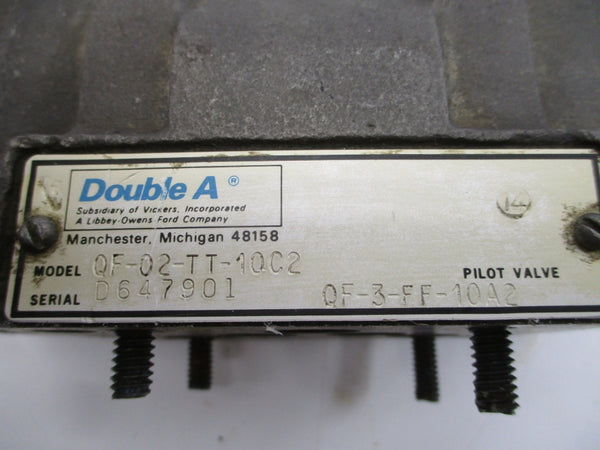 Double A ®
Subsidiary of Vickers, Incorporated
A Libbey-Owens Ford Company
Manchester, Michigan 48158
MODEL QF-02-TT-10C2
SERIAL D647901
PILOT VALVE
QF-3-FF-10A2